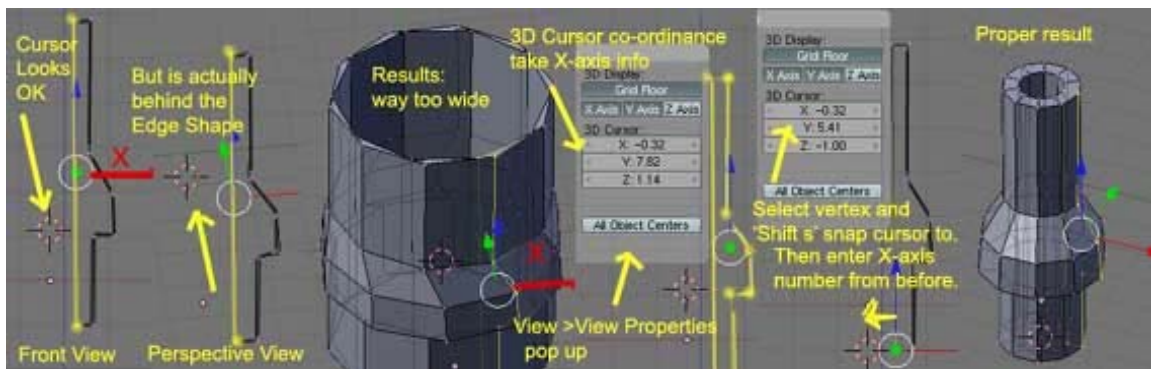 Cursor
Looks
OK
But is actually
behind the
Edge Shape
X
Front View
Perspective View
Results:
way too wide
X
3D Cursor co-ordinance
take X-axis info
3D Display:
Grid Floor
X Axis Y Axis Z Axis
3D Cursor:
X: -0.32
Y: 7.82
Z: 1.14
All Object Centers
View >View Properties
pop up
3D Display:
Grid Floor
X Axis Y Axis Z Axis
3D Cursor:
X: -0.32
Y: 5.41
Z: -1.00
All Object Centers
Select vertex and
'Shift s' snap cursor to.
Then enter X-axis
number from before.
Proper result